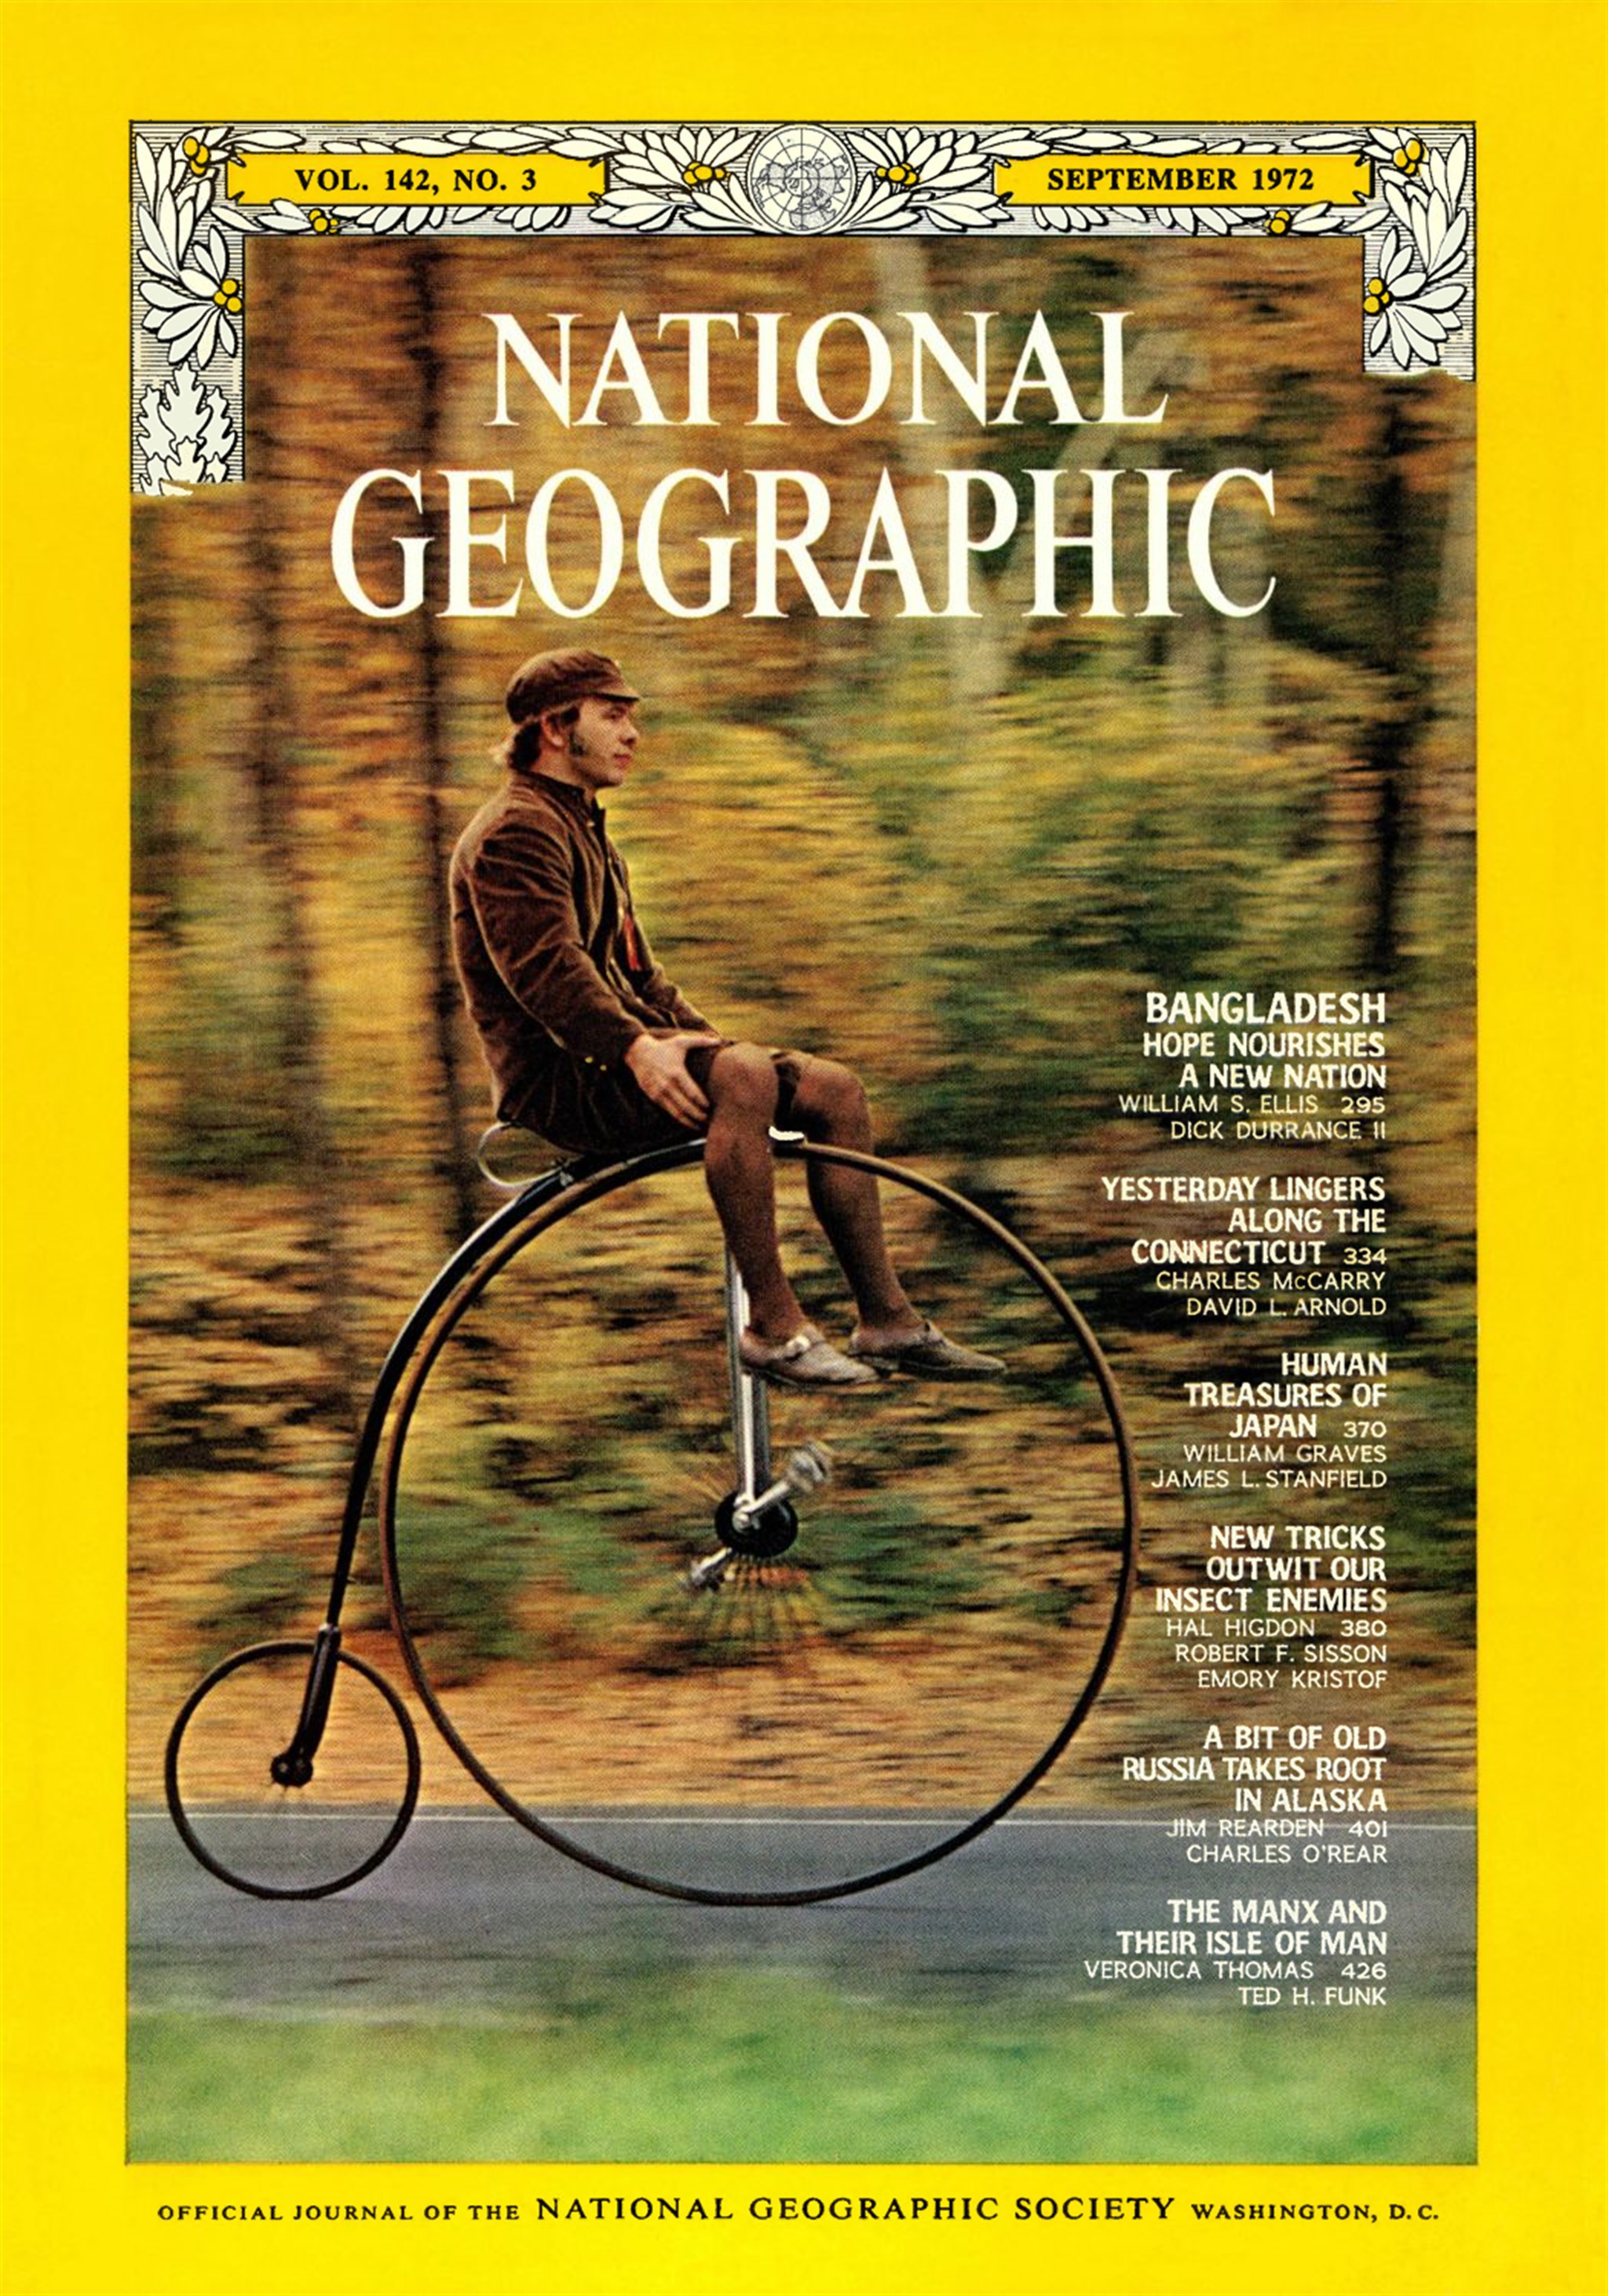 VOL. 142, NO. 3
SEPTEMBER 1972
NATIONAL
GEOGRAPHIC
BANGLADESH
HOPE NOURISHES
A NEW NATION
WILLIAM S. ELLIS 295
DICK DURRANCE II
YESTERDAY LINGERS
ALONG THE
CONNECTICUT 334
CHARLES McCARRY
DAVID L. ARNOLD
HUMAN
TREASURES OF
JAPAN 370
WILLIAM GRAVES
JAMES L. STANFIELD
NEW TRICKS
OUTWIT OUR
INSECT ENEMIES
HAL HIGDON 380
ROBERT F. SISSON
EMORY KRISTOF
A BIT OF OLD
RUSSIA TAKES ROOT
IN ALASKA
JIM REARDEN 401
CHARLES O'REAR
THE MANX AND
THEIR ISLE OF MAN
VERONICA THOMAS 426
TED H. FUNK
OFFICIAL JOURNAL OF THE NATIONAL GEOGRAPHIC SOCIETY WASHINGTON, D.C.